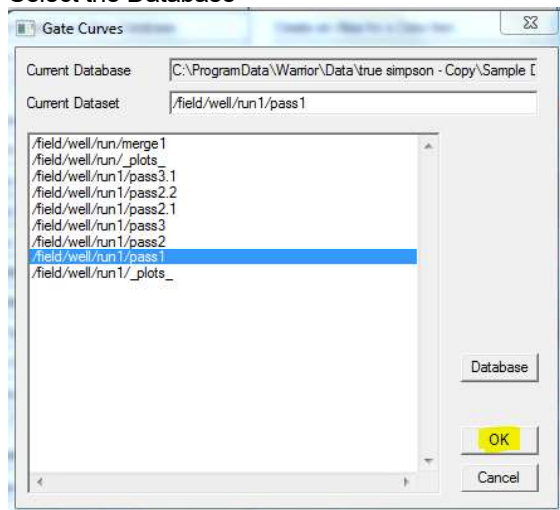 Select the Database
Gate Curves
Current Database C:\ProgramData\Warrior\Data\true simpson - Copy\Sample D
Current Dataset /field/well/run1/pass1
/field/well/run/merge1
/field/well/run/_plots_
/field/well/run1/pass3.1
/field/well/run1/pass2.2
/field/well/run1/pass2.1
/field/well/run1/pass3
/field/well/run1/pass2
/field/well/run1/pass1
/field/well/run1/_plots_
Database
OK
Cancel